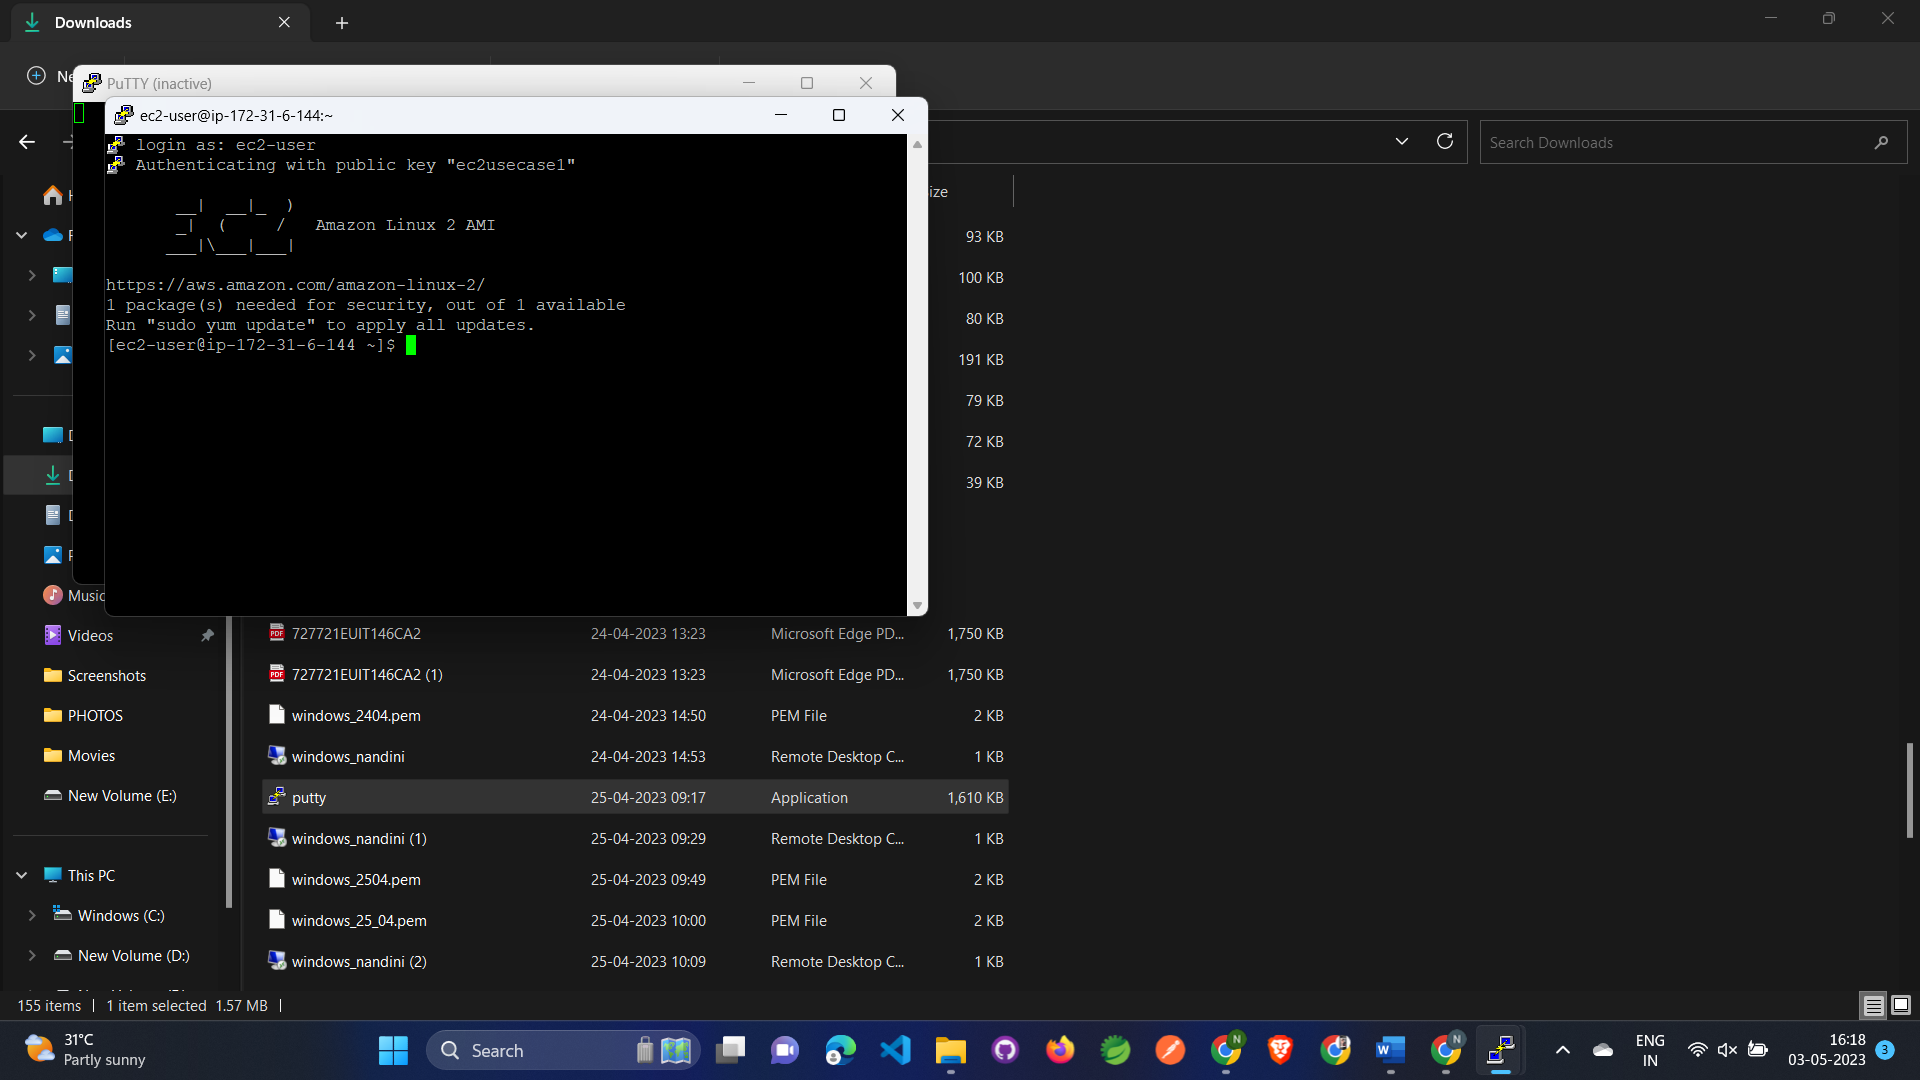 Downloads
Ne
PuTTY (inactive)
ec2-user@ip-172-31-6-144:~
Search Downloads
login as: ec2-user
Authenticating with public key "ec2usecase1"
__|  __|_  )
_|  (     /   Amazon Linux 2 AMI
___|\___|___|
https://aws.amazon.com/amazon-linux-2/
1 package(s) needed for security, out of 1 available
Run "sudo yum update" to apply all updates.
[ec2-user@ip-172-31-6-144 ~]$
ize
93 KB
100 KB
80 KB
191 KB
79 KB
72 KB
39 KB
Music
Videos
Screenshots
PHOTOS
Movies
New Volume (E:)
This PC
Windows (C:)
New Volume (D:)
727721EUIT146CA2 24-04-2023 13:23 Microsoft Edge PD... 1,750 KB
727721EUIT146CA2 (1) 24-04-2023 13:23 Microsoft Edge PD... 1,750 KB
windows_2404.pem 24-04-2023 14:50 PEM File 2 KB
windows_nandini 24-04-2023 14:53 Remote Desktop C... 1 KB
putty 25-04-2023 09:17 Application 1,610 KB
windows_nandini (1) 25-04-2023 09:29 Remote Desktop C... 1 KB
windows_2504.pem 25-04-2023 09:49 PEM File 2 KB
windows_25_04.pem 25-04-2023 10:00 PEM File 2 KB
windows_nandini (2) 25-04-2023 10:09 Remote Desktop C... 1 KB
155 items | 1 item selected 1.57 MB |
31°C
Partly sunny
Search
ENG
IN
16:18
03-05-2023
3